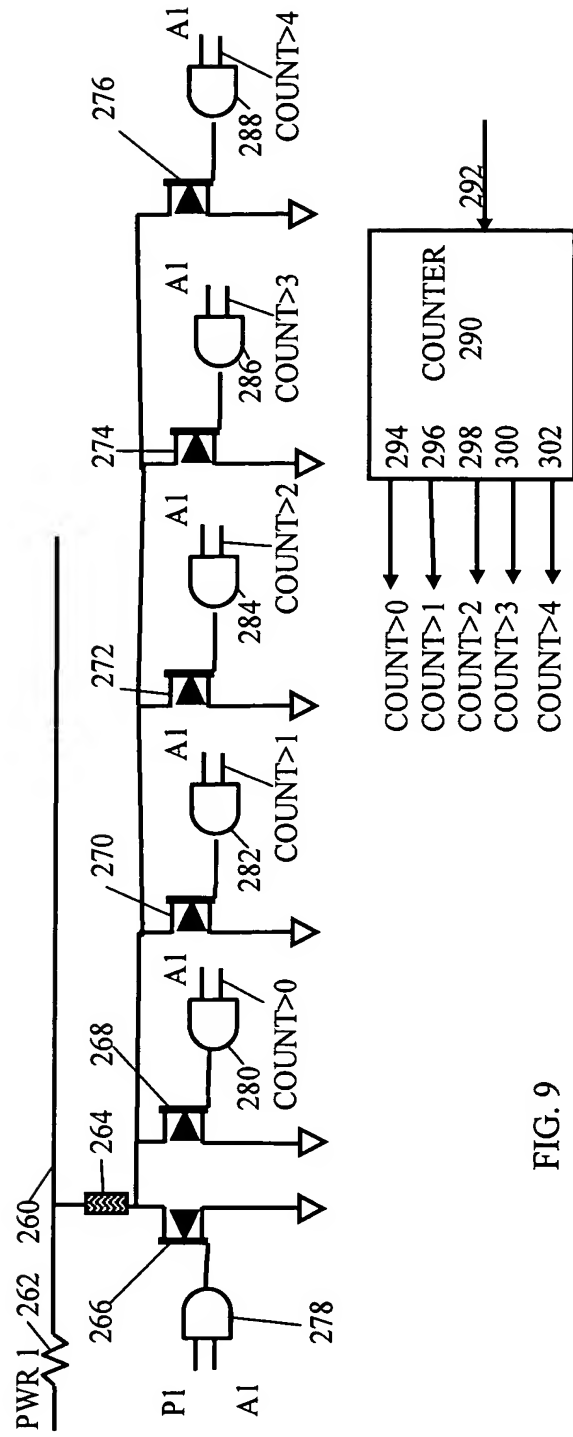 PWR 1
262
260
264
P1
A1
266
278
268
A1
280
COUNT>0
270
A1
282
COUNT>1
272
A1
284
COUNT>2
274
A1
286
COUNT>3
276
A1
288
COUNT>4
COUNT>0
COUNT>1
COUNT>2
COUNT>3
COUNT>4
294
296
298
300
302
COUNTER
290
292
FIG. 9